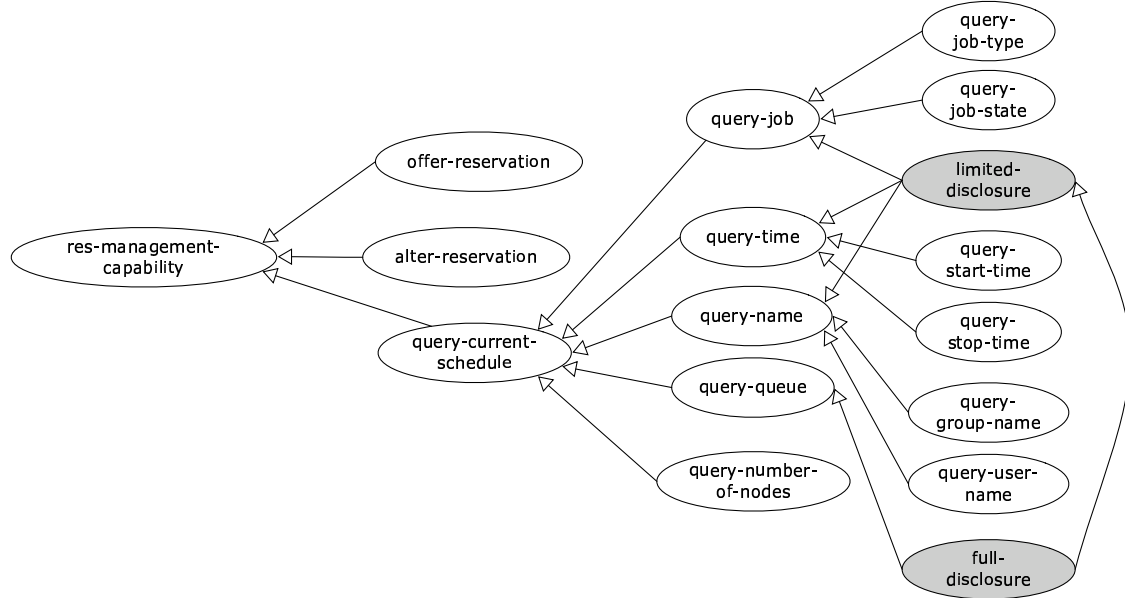 res-management-
capability
offer-reservation
alter-reservation
query-current-
schedule
query-job
query-time
query-name
query-queue
query-number-
of-nodes
query-
job-type
query-
job-state
limited-
disclosure
query-
start-time
query-
stop-time
query-
group-name
query-user-
name
full-
disclosure